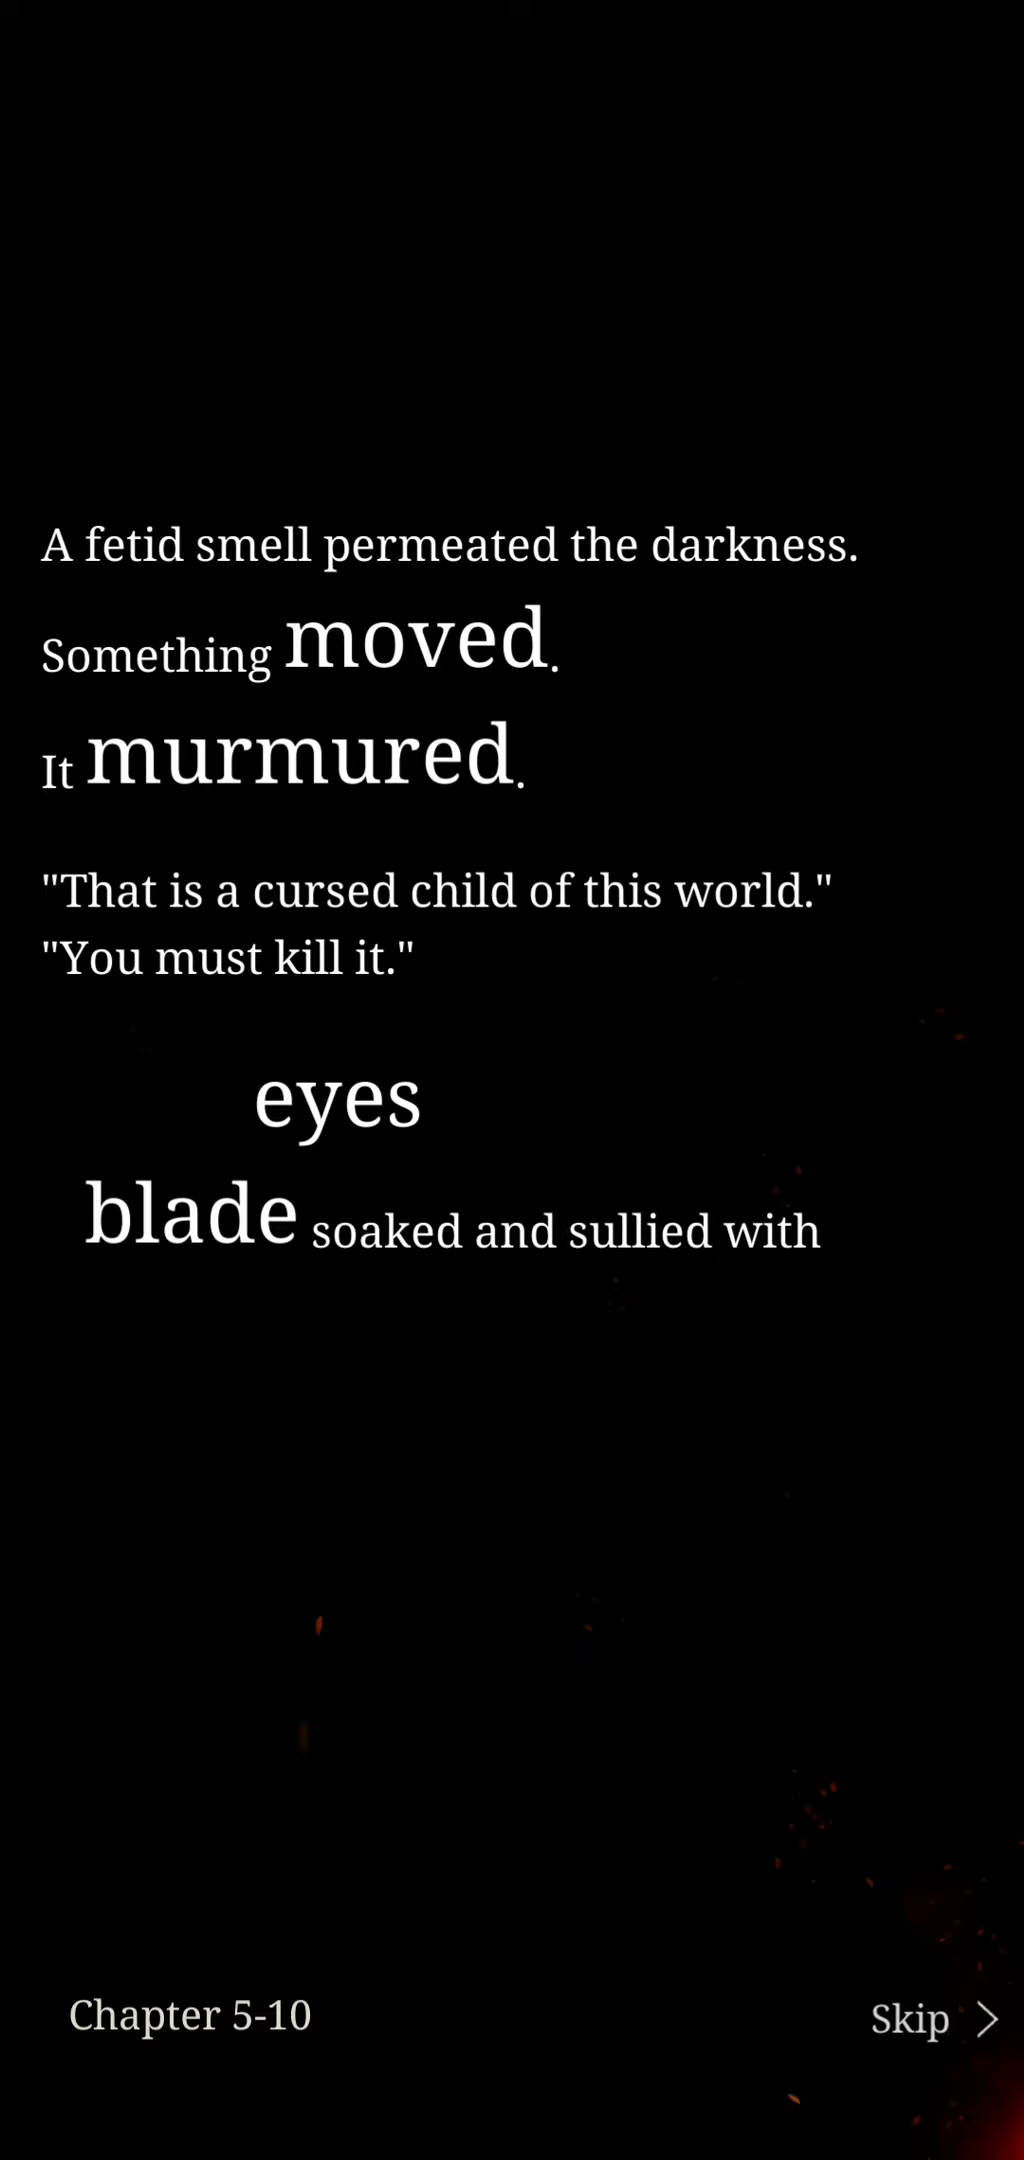 A fetid smell permeated the darkness.
Something moved.
It murmured.
"That is a cursed child of this world."
"You must kill it."
eyes
blade soaked and sullied with
Chapter 5-10
Skip >